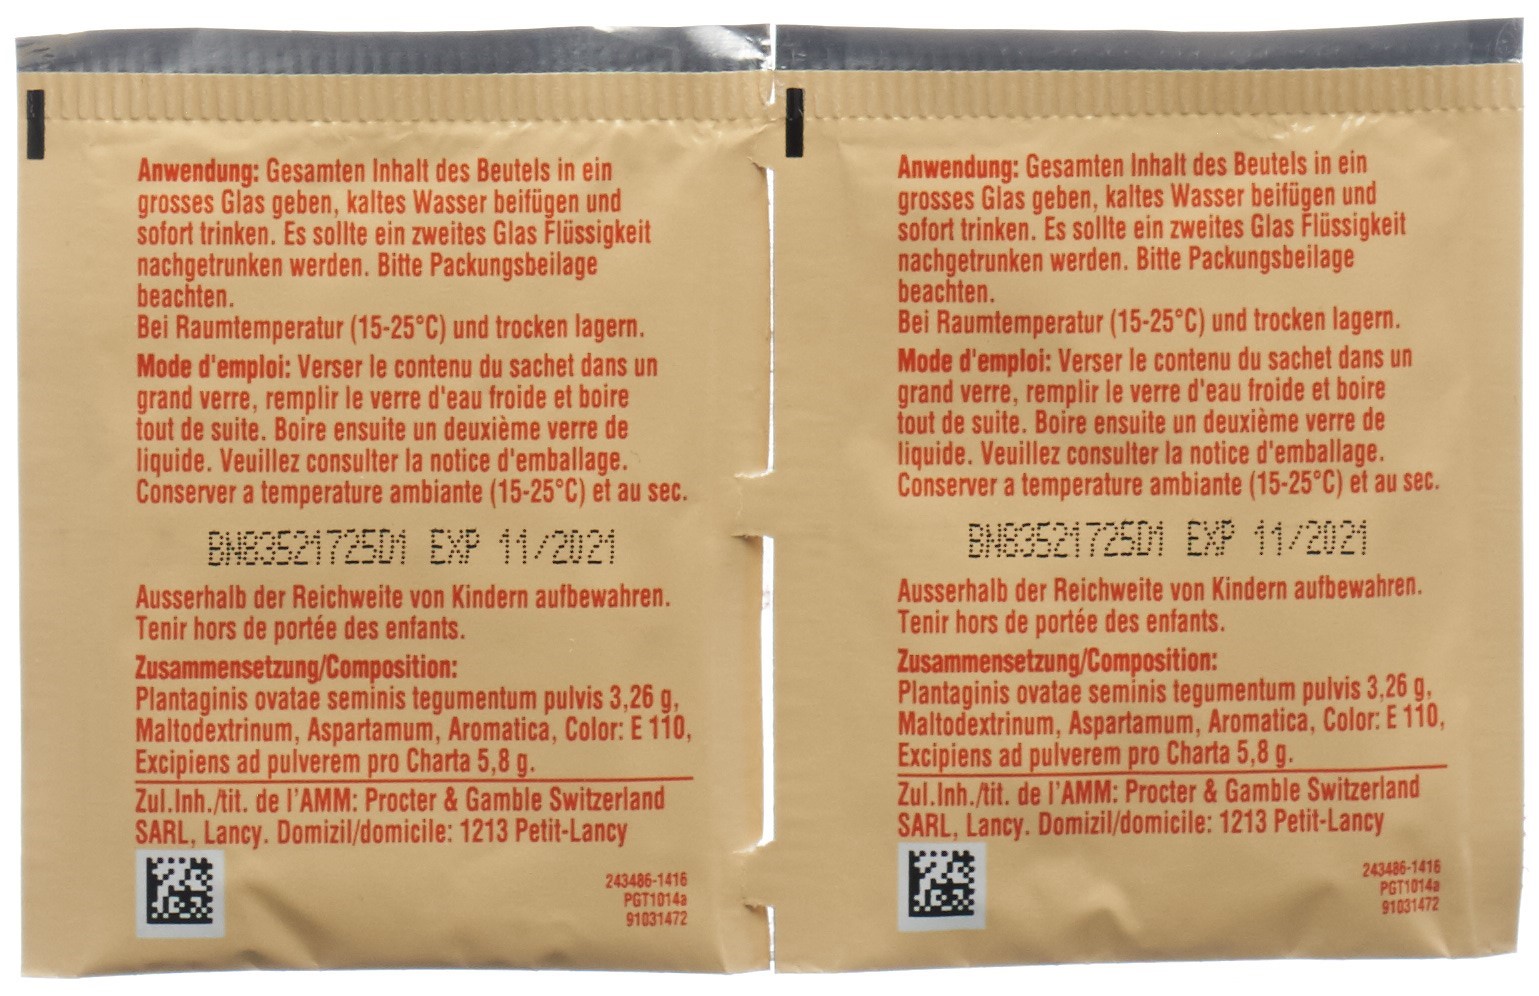 Anwendung: Gesamten Inhalt des Beutels in ein
grosses Glas geben, kaltes Wasser beifügen und
sofort trinken. Es sollte ein zweites Glas Flüssigkeit
nachgetrunken werden. Bitte Packungsbeilage
beachten.
Bei Raumtemperatur (15-25°C) und trocken lagern.
Mode d'emploi: Verser le contenu du sachet dans un
grand verre, remplir le verre d'eau froide et boire
tout de suite. Boire ensuite un deuxième verre de
liquide. Veuillez consulter la notice d'emballage.
Conserver a temperature ambiante (15-25°C) et au sec.
BN83521725D1 EXP 11/2021
Ausserhalb der Reichweite von Kindern aufbewahren.
Tenir hors de portée des enfants.
Zusammensetzung/Composition:
Plantaginis ovatae seminis tegumentum pulvis 3,26 g,
Maltodextrinum, Aspartamum, Aromatica, Color: E 110,
Excipiens ad pulverem pro Charta 5,8 g.
Zul.Inh./tit. de l'AMM: Procter & Gamble Switzerland
SARL, Lancy. Domizil/domicile: 1213 Petit-Lancy
243486-1416
PGT1014a
91031472
Anwendung: Gesamten Inhalt des Beutels in ein
grosses Glas geben, kaltes Wasser beifügen und
sofort trinken. Es sollte ein zweites Glas Flüssigkeit
nachgetrunken werden. Bitte Packungsbeilage
beachten.
Bei Raumtemperatur (15-25°C) und trocken lagern.
Mode d'emploi: Verser le contenu du sachet dans un
grand verre, remplir le verre d'eau froide et boire
tout de suite. Boire ensuite un deuxième verre de
liquide. Veuillez consulter la notice d'emballage.
Conserver a temperature ambiante (15-25°C) et au sec.
BN83521725D1 EXP 11/2021
Ausserhalb der Reichweite von Kindern aufbewahren.
Tenir hors de portée des enfants.
Zusammensetzung/Composition:
Plantaginis ovatae seminis tegumentum pulvis 3,26 g,
Maltodextrinum, Aspartamum, Aromatica, Color: E 110,
Excipiens ad pulverem pro Charta 5,8 g.
Zul.Inh./tit. de l'AMM: Procter & Gamble Switzerland
SARL, Lancy. Domizil/domicile: 1213 Petit-Lancy
243486-1416
PGT1014a
91031472